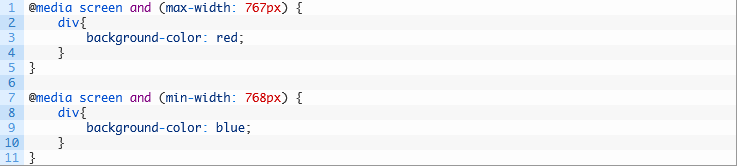 1 @media screen and (max-width: 767px) {
2     div{
3         background-color: red;
4     }
5 }
6
7 @media screen and (min-width: 768px) {
8     div{
9         background-color: blue;
10     }
11 }